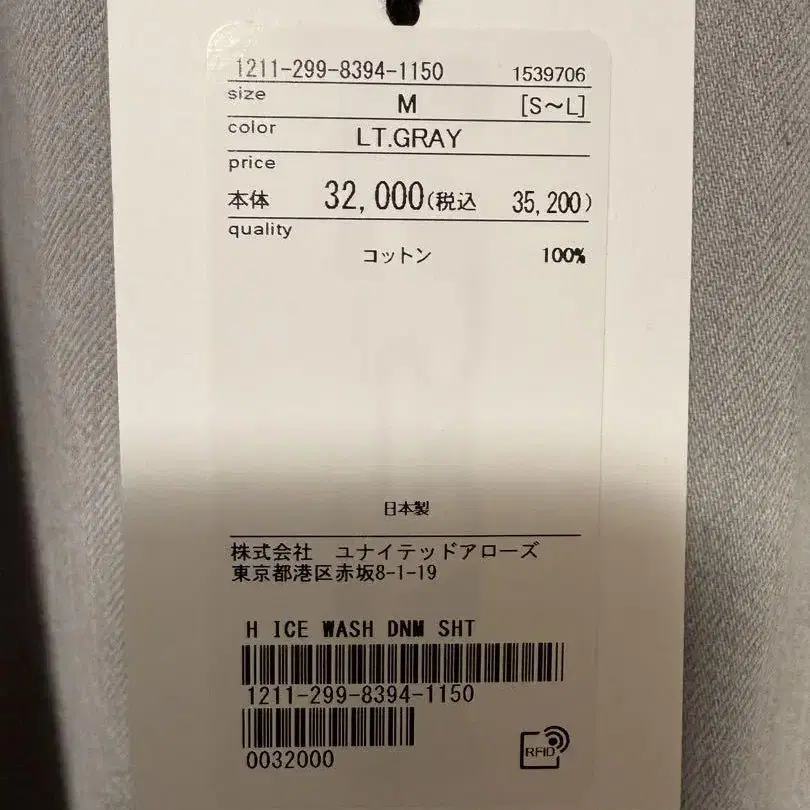 1211-299-8394-1150 1539706
size M [S〜L]
color LT.GRAY
price
本体 32,000(税込 35,200)
quality
コットン 100%
日本製
株式会社 ユナイテッドアローズ
東京都港区赤坂8-1-19
H ICE WASH DNM SHT
1211-299-8394-1150
0032000
RFID